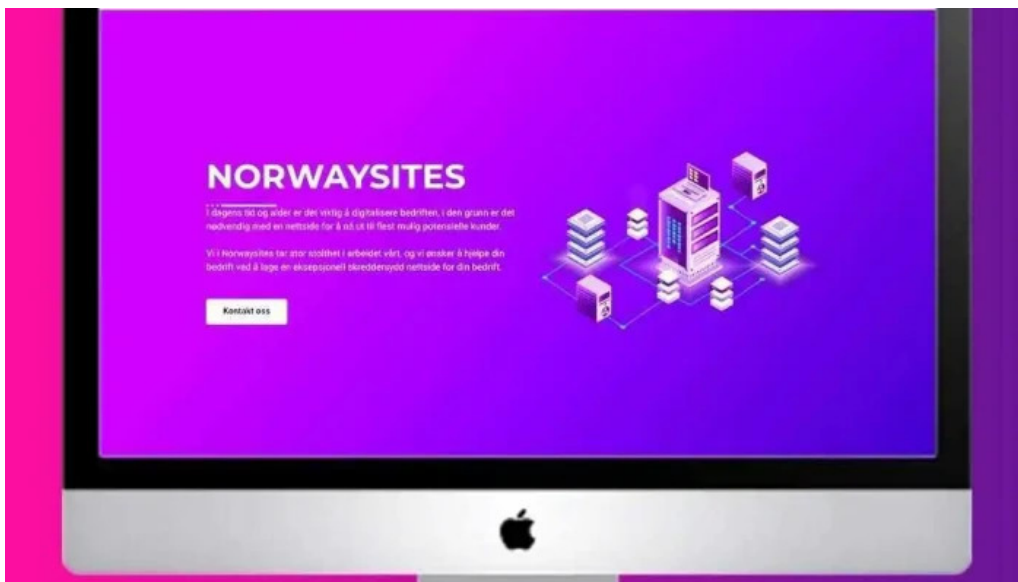 NORWAYSITES
I dagens tid og alder er det viktig å digitalisere bedriften, i den grunn er det
nødvendig med en nettside for å nå ut til flest mulig potensielle kunder.
Vi i Norwaysites tar stor stolthet i arbeidet vårt, og vi ønsker å hjelpe din
bedrift ved å lage en eksepsjonell skreddersydd nettside for din bedrift.
Kontakt oss